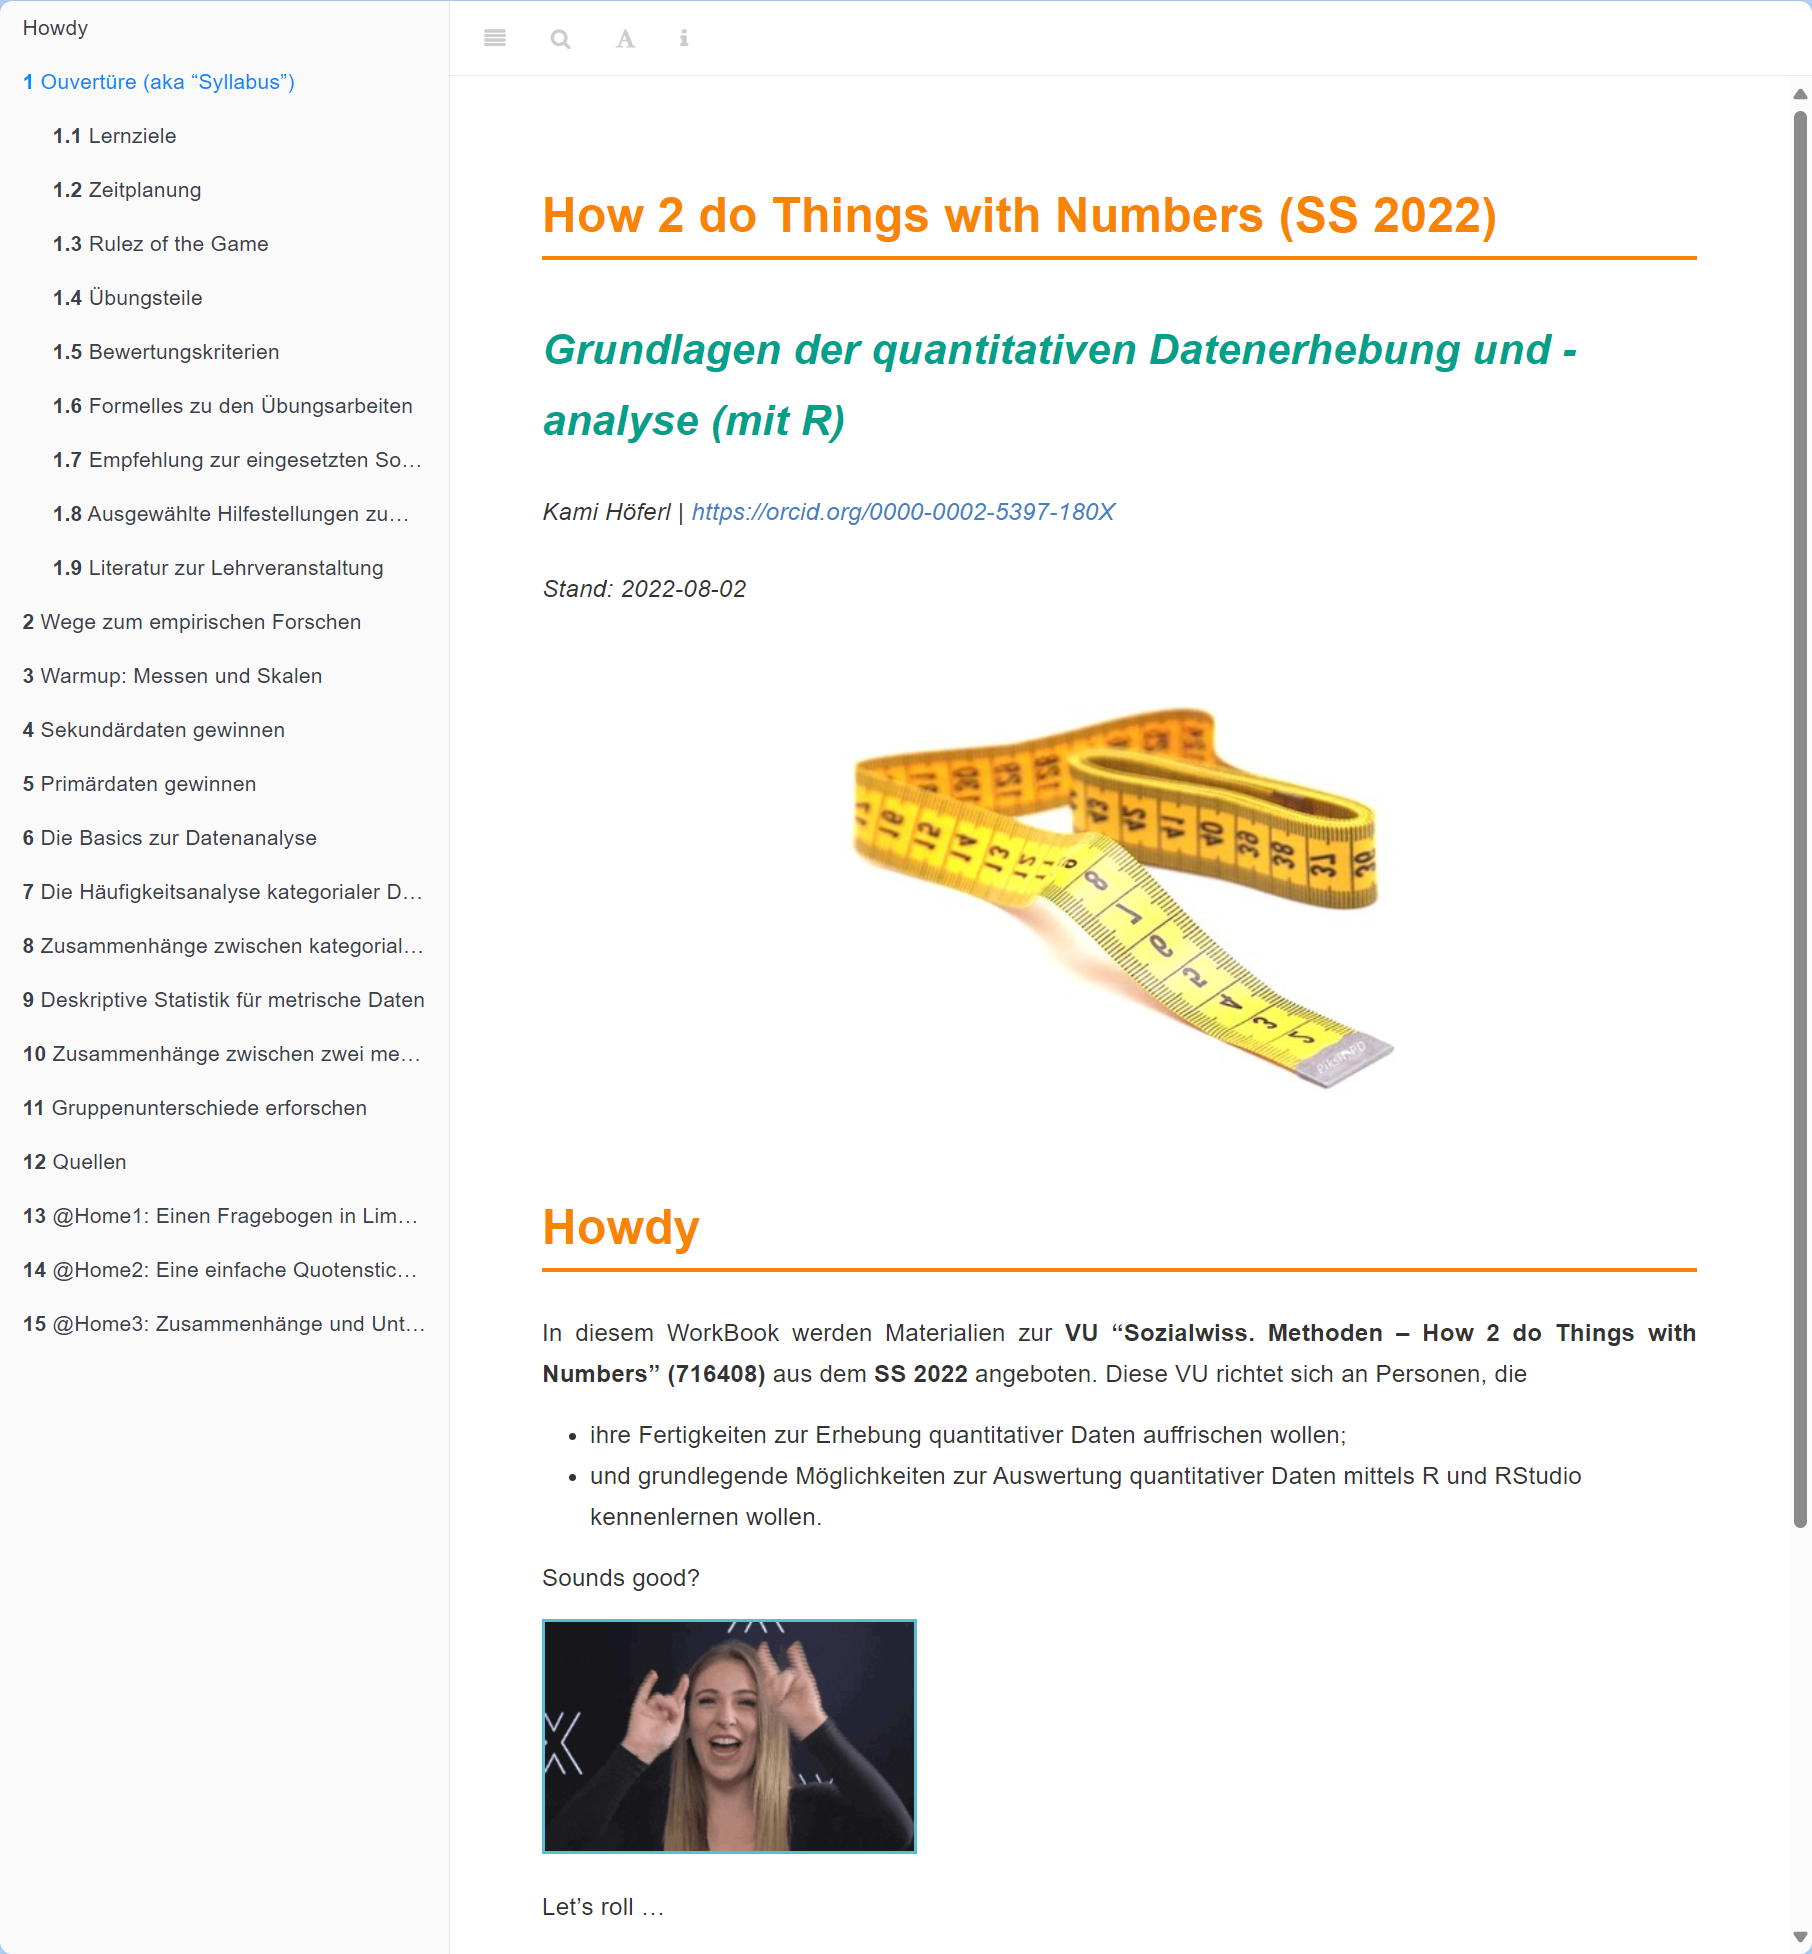 Howdy
1 Ouvertüre (aka “Syllabus”)
1.1 Lernziele
1.2 Zeitplanung
1.3 Rulez of the Game
1.4 Übungsteile
1.5 Bewertungskriterien
1.6 Formelles zu den Übungsarbeiten
1.7 Empfehlung zur eingesetzten So…
1.8 Ausgewählte Hilfestellungen zu…
1.9 Literatur zur Lehrveranstaltung
2 Wege zum empirischen Forschen
3 Warmup: Messen und Skalen
4 Sekundärdaten gewinnen
5 Primärdaten gewinnen
6 Die Basics zur Datenanalyse
7 Die Häufigkeitsanalyse kategorialer D…
8 Zusammenhänge zwischen kategorial…
9 Deskriptive Statistik für metrische Daten
10 Zusammenhänge zwischen zwei me…
11 Gruppenunterschiede erforschen
12 Quellen
13 @Home1: Einen Fragebogen in Lim…
14 @Home2: Eine einfache Quotenstic…
15 @Home3: Zusammenhänge und Unt…
How 2 do Things with Numbers (SS 2022)
Grundlagen der quantitativen Datenerhebung und -
analyse (mit R)
Kami Höferl | https://orcid.org/0000-0002-5397-180X
Stand: 2022-08-02
Howdy
In diesem WorkBook werden Materialien zur VU “Sozialwiss. Methoden – How 2 do Things with
Numbers” (716408) aus dem SS 2022 angeboten. Diese VU richtet sich an Personen, die
• ihre Fertigkeiten zur Erhebung quantitativer Daten auffrischen wollen;
• und grundlegende Möglichkeiten zur Auswertung quantitativer Daten mittels R und RStudio
kennenlernen wollen.
Sounds good?
Let’s roll …